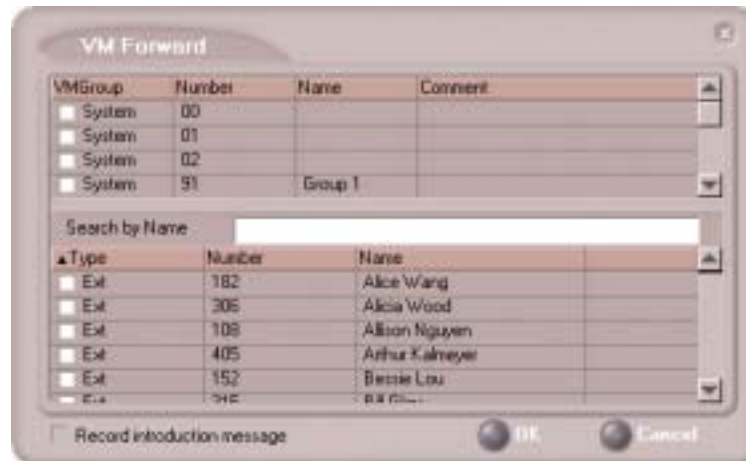 VM Forward
VMGroup Number Name Comment
System 00
System 01
System 02
System 91 Group 1
Search by Name
▲Type Number Name
Ext 182 Alice Wang
Ext 306 Alicia Wood
Ext 108 Allison Nguyen
Ext 405 Arthur Kalmeyer
Ext 152 Bessie Lou
Ext
Record introduction message OK Cancel